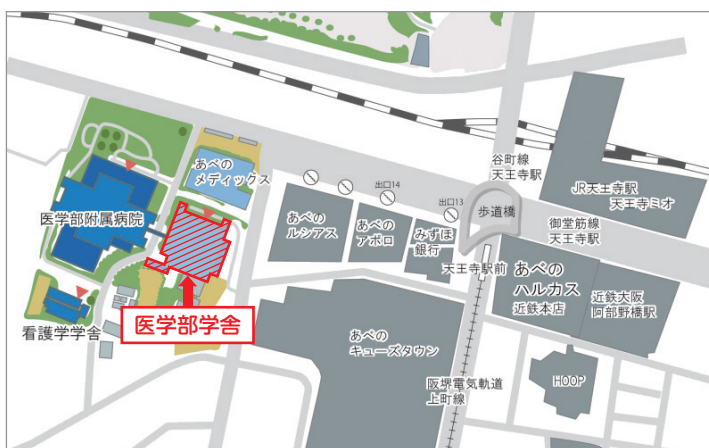 谷町線
天王寺駅
JR天王寺駅
天王寺ミオ
あべの
メディックス
出口14
出口13
歩道橋
御堂筋線
天王寺駅
医学部附属病院
あべの
ルシアス
あべの
アポロ
みずほ
銀行
天王寺駅前
あべの
ハルカス
近鉄本店
近鉄大阪
阿部野橋駅
看護学学舎
医学部学舎
あべの
キューズタウン
阪堺電気軌道
上町線
HOOP